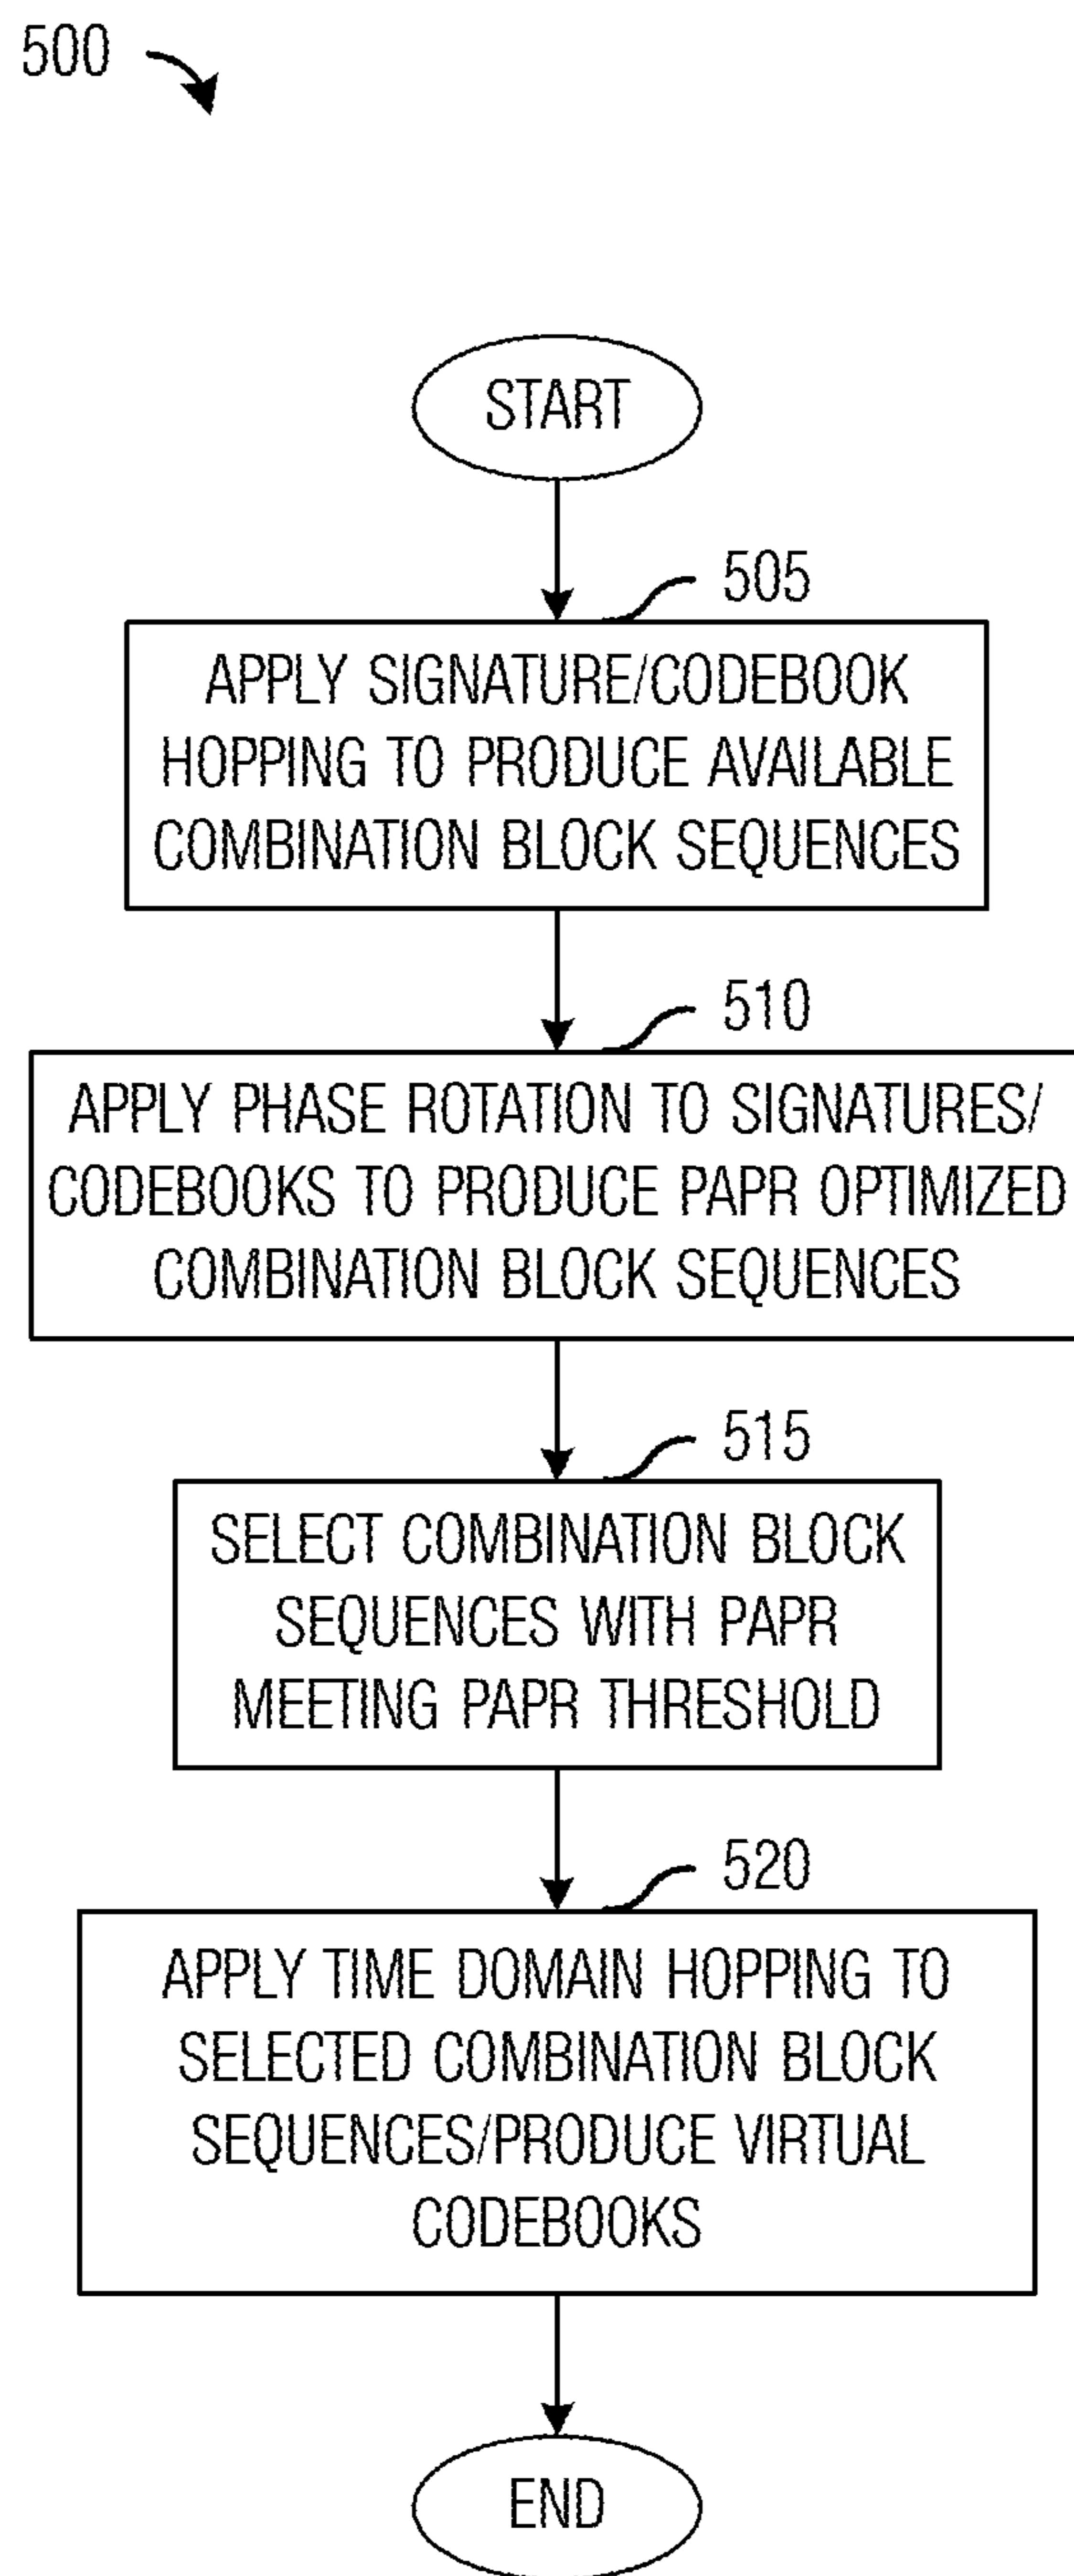 500
START
505
APPLY SIGNATURE/CODEBOOK
HOPPING TO PRODUCE AVAILABLE
COMBINATION BLOCK SEQUENCES
510
APPLY PHASE ROTATION TO SIGNATURES/
CODEBOOKS TO PRODUCE PAPR OPTIMIZED
COMBINATION BLOCK SEQUENCES
515
SELECT COMBINATION BLOCK
SEQUENCES WITH PAPR
MEETING PAPR THRESHOLD
520
APPLY TIME DOMAIN HOPPING TO
SELECTED COMBINATION BLOCK
SEQUENCES/PRODUCE VIRTUAL
CODEBOOKS
END